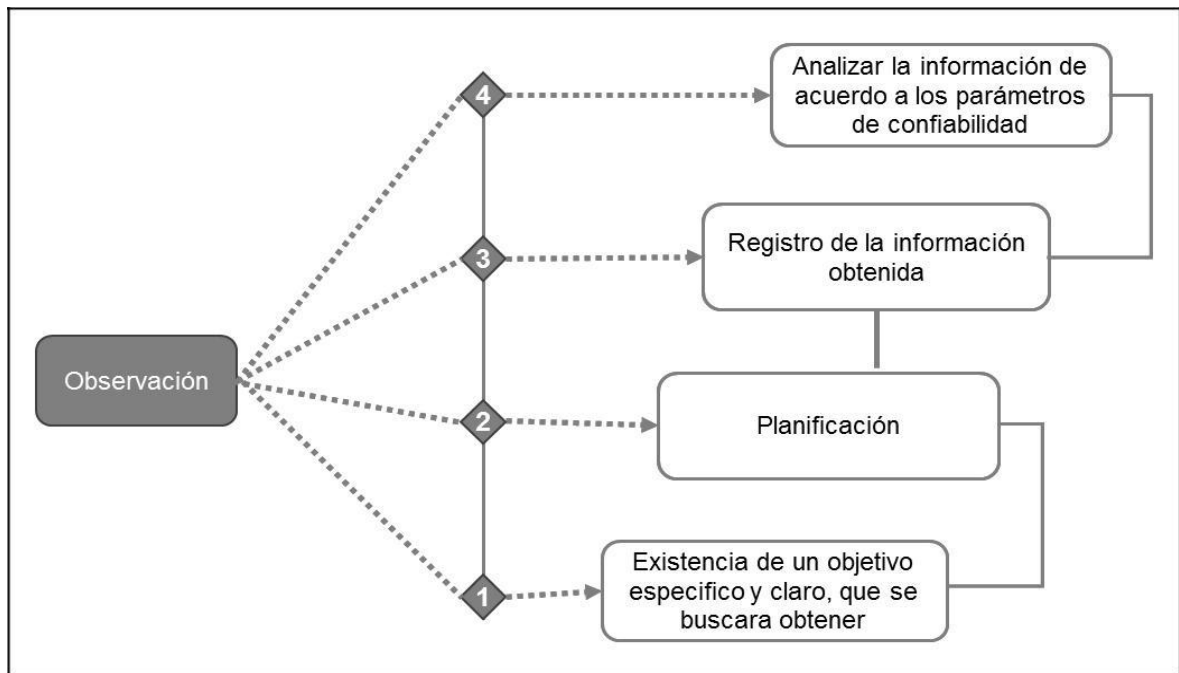 4
Analizar la información de
acuerdo a los parámetros
de confiabilidad
3
Registro de la información
obtenida
Observación
2
Planificación
1
Existencia de un objetivo
especifico y claro, que se
buscara obtener